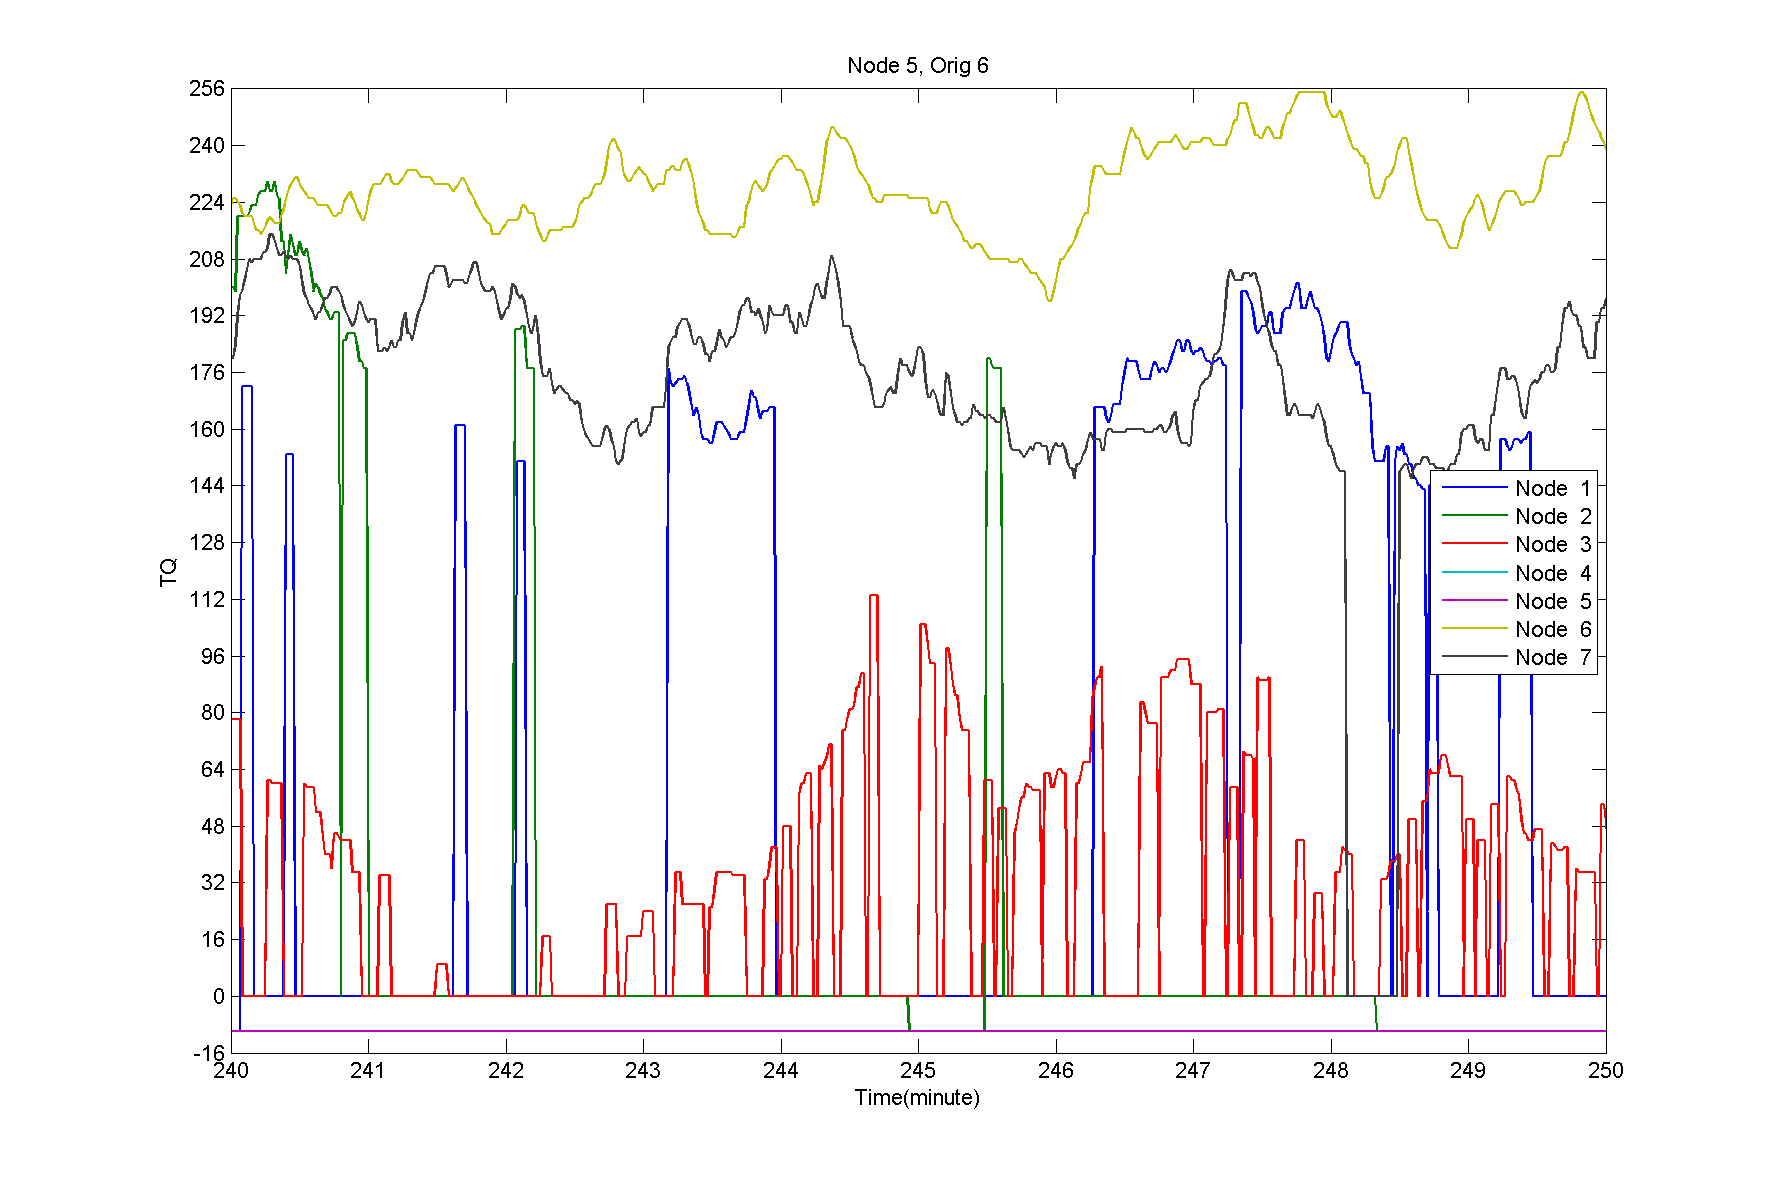 Node 5, Orig 6
256
240
224
208
192
176
160
144
128
112
96
80
64
48
32
16
0
-16
TQ
240 241 242 243 244 245 246 247 248 249 250
Time(minute)
Node 1
Node 2
Node 3
Node 4
Node 5
Node 6
Node 7